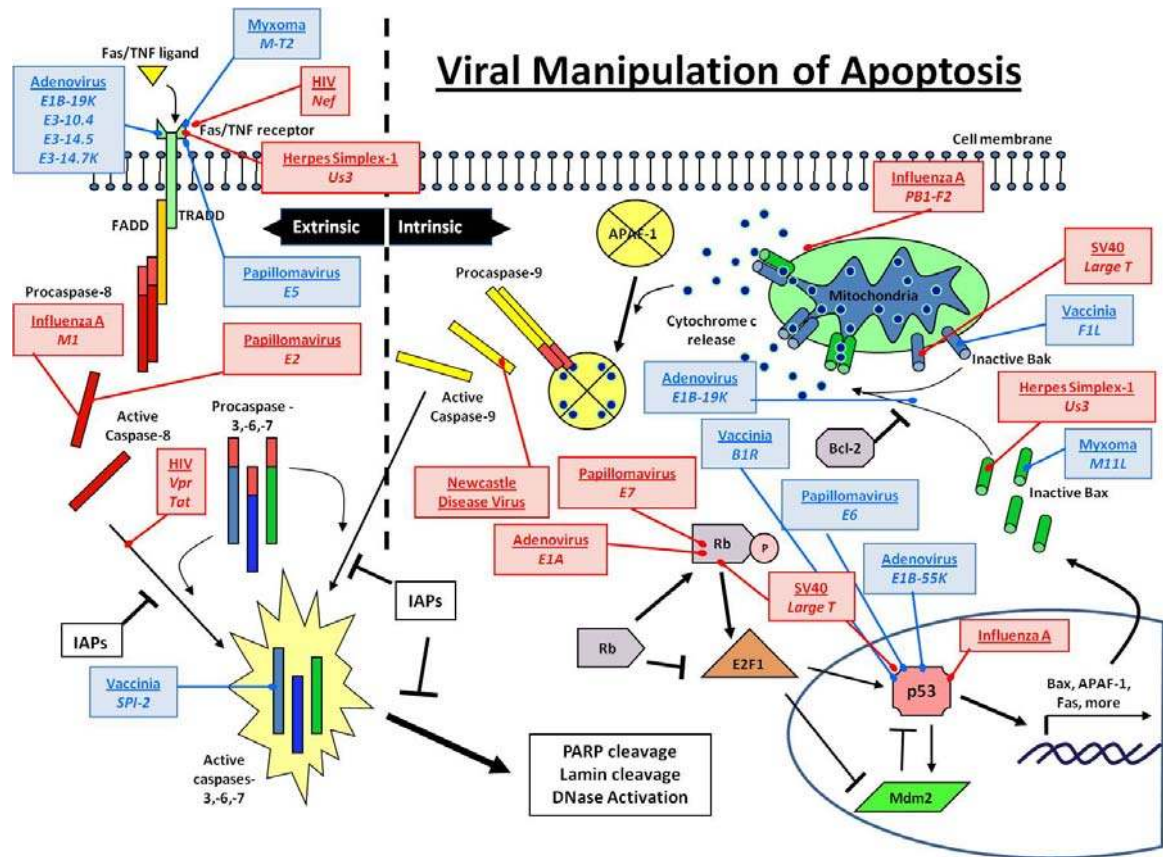 Viral Manipulation of Apoptosis
Fas/TNF ligand
Myxoma
M-T2
HIV
Nef
Adenovirus
E1B-19K
E3-10.4
E3-14.5
E3-14.7K
Fas/TNF receptor
Herpes Simplex-1
Us3
Cell membrane
Influenza A
PB1-F2
FADD
TRADD
Extrinsic
Intrinsic
APAF-1
SV40
Large T
Papillomavirus
E5
Procaspase-8
Procaspase-9
Mitochondria
Cytochrome c
release
Vaccinia
F1L
Influenza A
M1
Papillomavirus
E2
Inactive Bak
Active
Caspase-9
Adenovirus
E1B-19K
Herpes Simplex-1
Us3
Active
Caspase-8
Procaspase -
3,-6,-7
Bcl-2
Vaccinia
B1R
Myxoma
M11L
Inactive Bax
HIV
Vpr
Tat
Newcastle
Disease Virus
Papillomavirus
E7
Papillomavirus
E6
Adenovirus
E1A
Rb
P
Adenovirus
E1B-55K
SV40
Large T
IAPs
IAPs
Rb
E2F1
Influenza A
p53
Vaccinia
SPI-2
Bax, APAF-1,
Fas, more
PARP cleavage
Lamin cleavage
DNase Activation
Active
caspases-
3,-6,-7
Mdm2